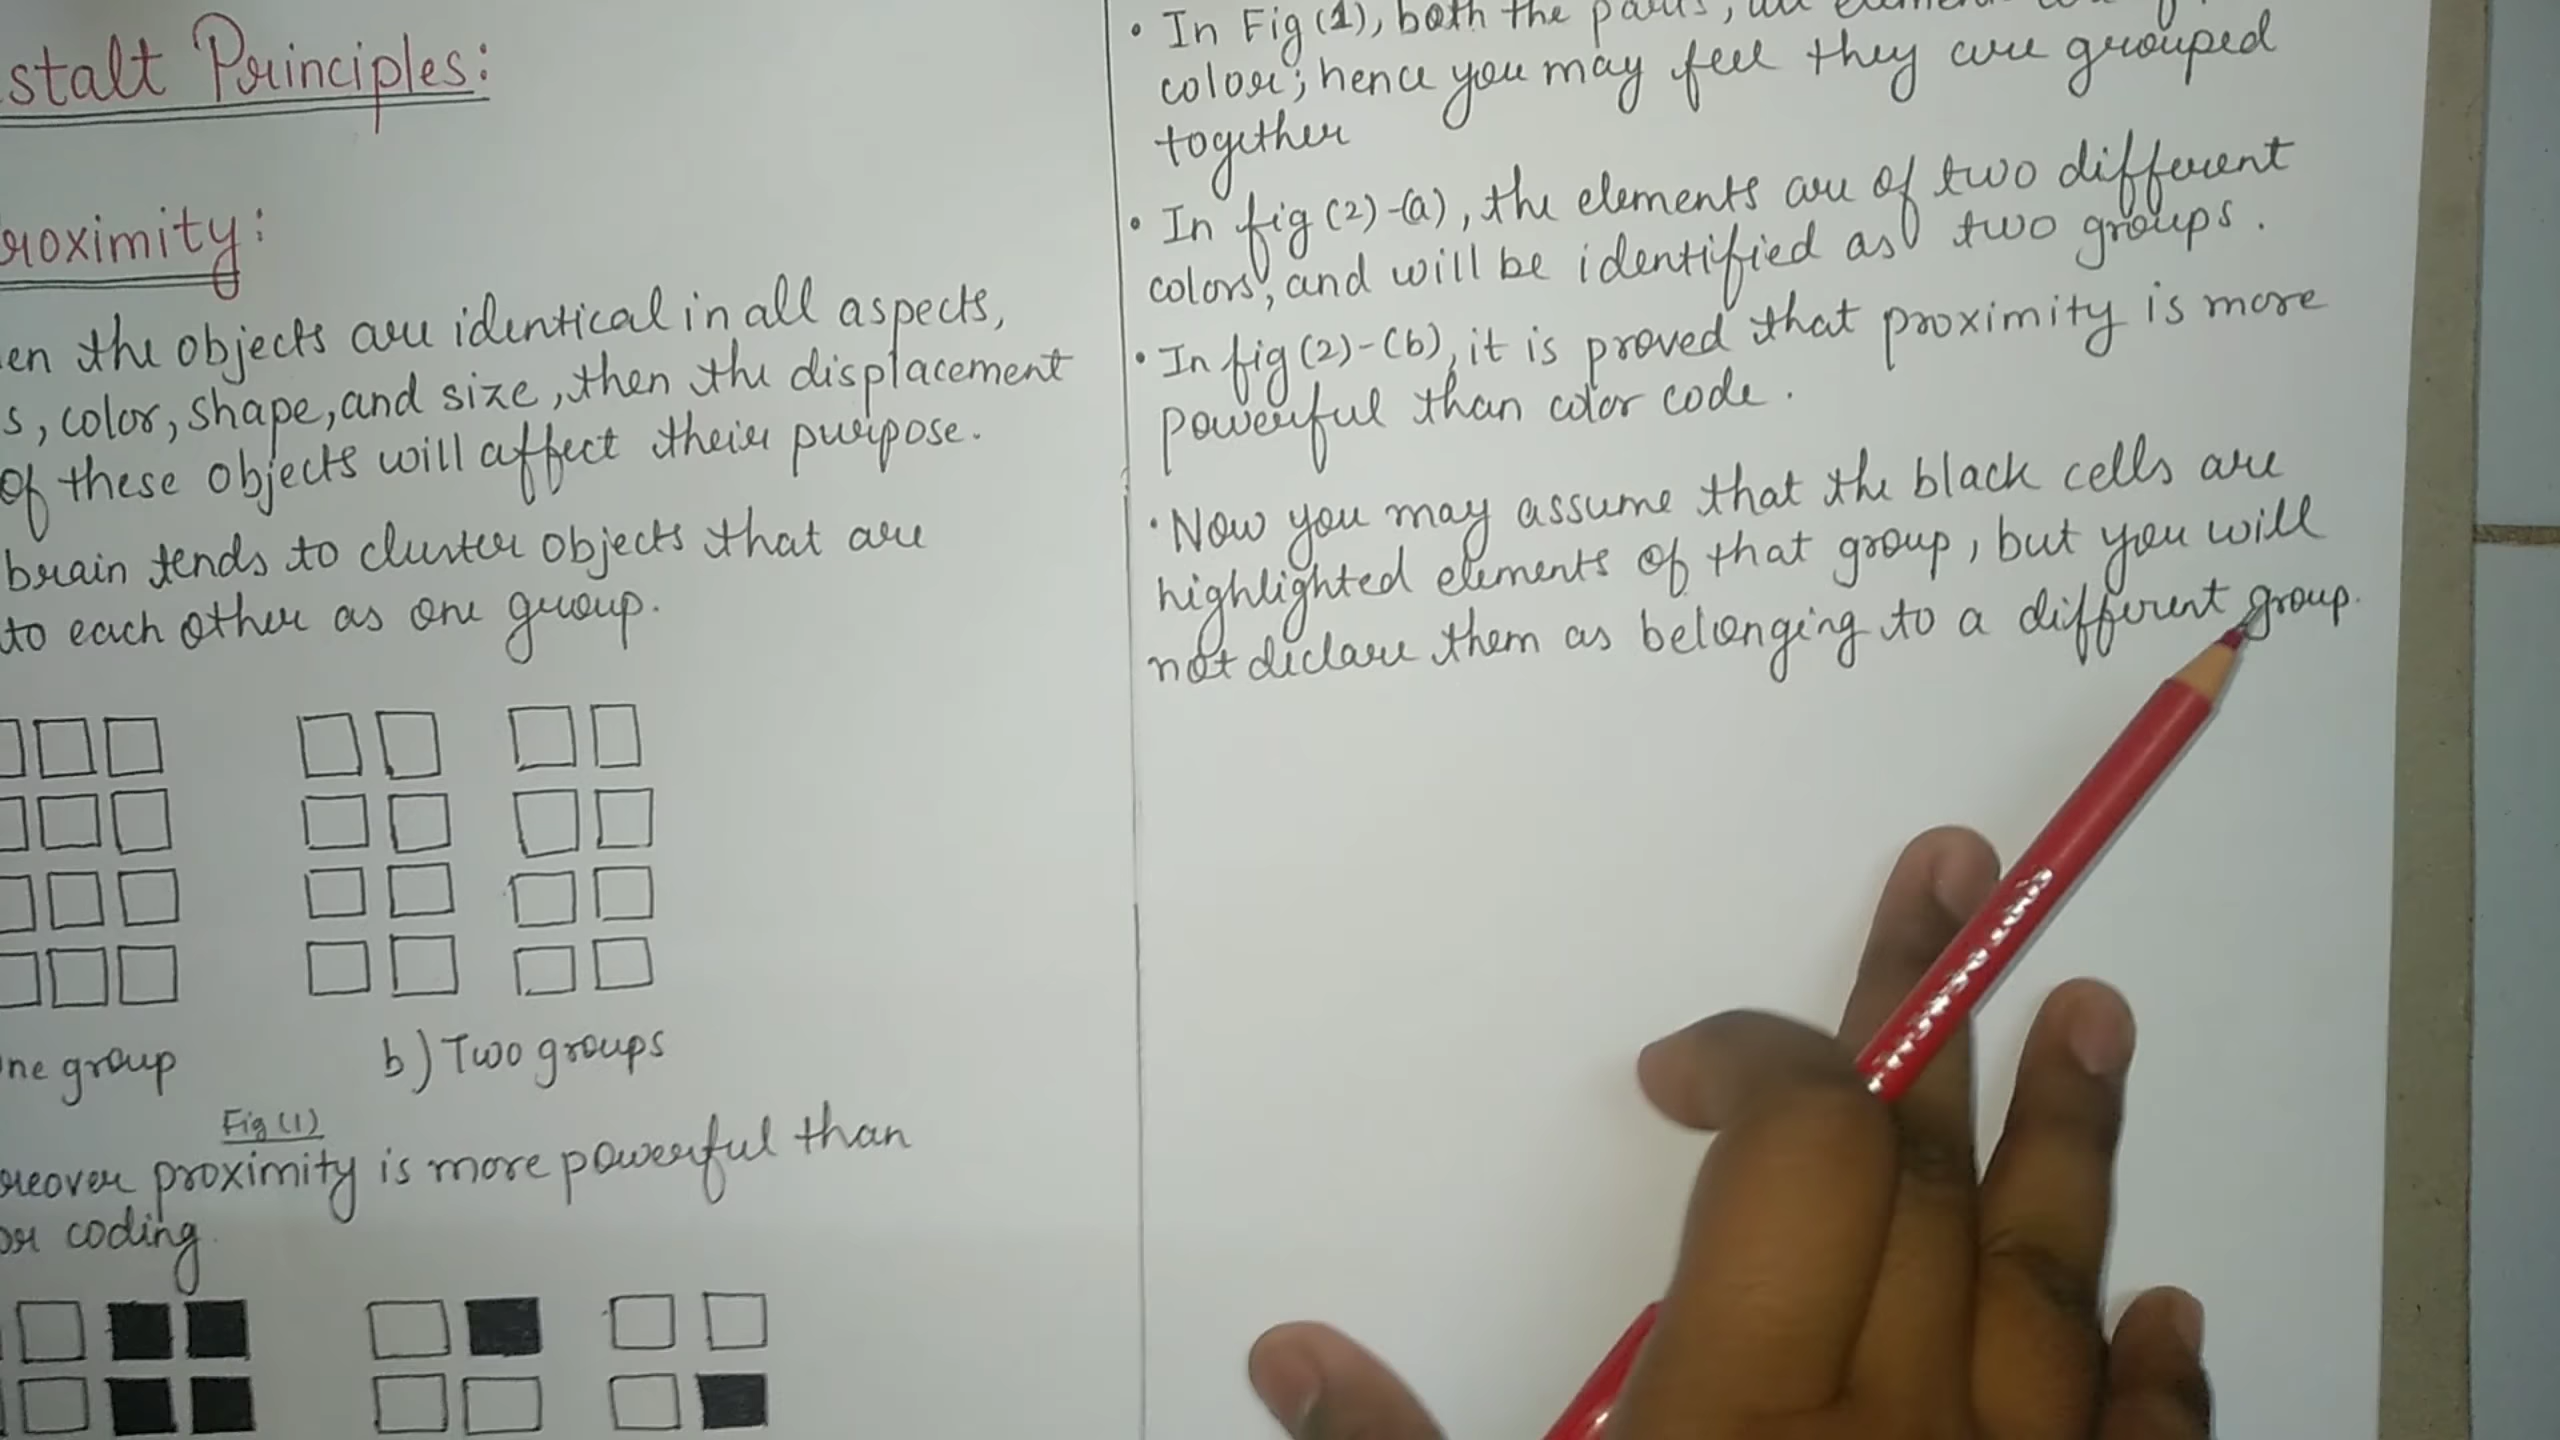 stalt Principles:
roximity:
en the objects are identical in all aspects,
s, color, shape, and size, then the displacement
of these objects will affect their purpose.
brain tends to cluster objects that are
to each other as one group.
ne group b) Two groups
Fig (1)
reover proximity is more powerful than
or coding.
• In Fig (1), both the parts, all
color; hence you may feel they are grouped
together
• In fig (2)-(a), the elements are of two different
colors, and will be identified as two groups.
• In fig (2)-(b), it is proved that proximity is more
powerful than color code.
• Now you may assume that the black cells are
highlighted elements of that group, but you will
not declare them as belonging to a different group.